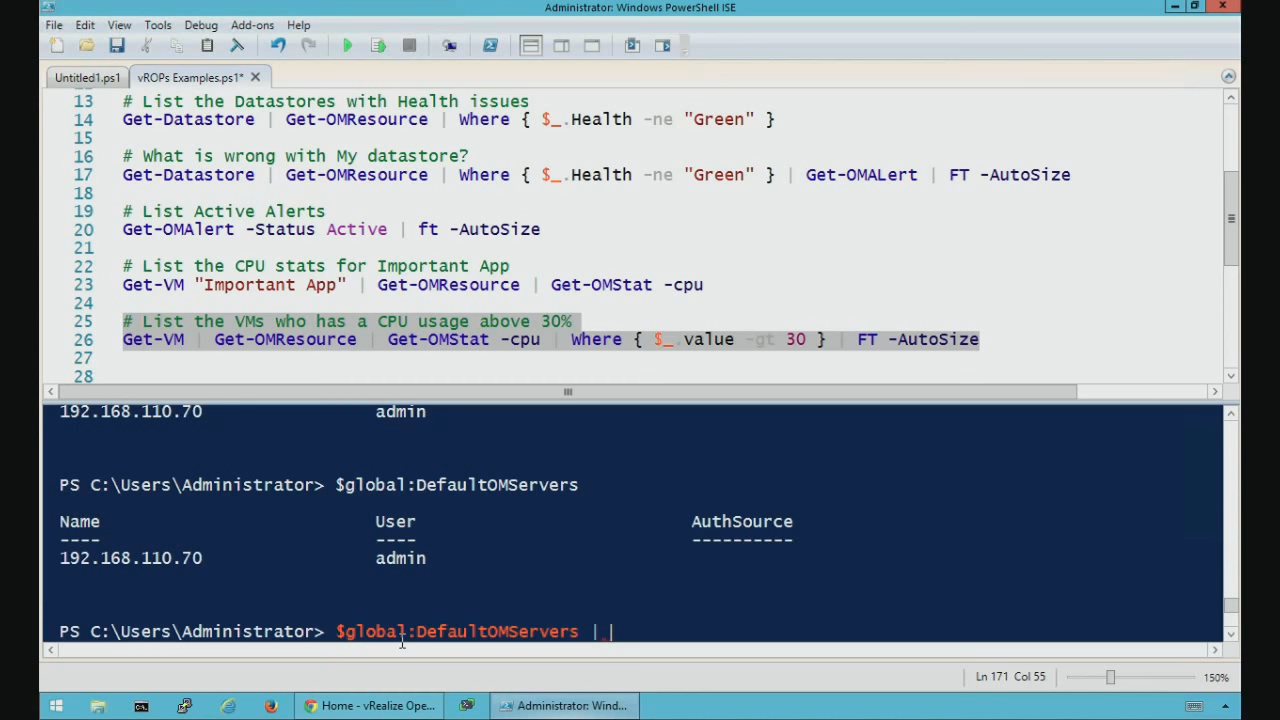 Administrator: Windows PowerShell ISE
File Edit View Tools Debug Add-ons Help
Untitled1.ps1 vROPs Examples.ps1*
13 # List the Datastores with Health issues
14 Get-Datastore | Get-OMResource | Where { $_.Health -ne "Green" }
15
16 # What is wrong with My datastore?
17 Get-Datastore | Get-OMResource | Where { $_.Health -ne "Green" } | Get-OMALert | FT -AutoSize
18
19 # List Active Alerts
20 Get-OMAlert -Status Active | ft -AutoSize
21
22 # List the CPU stats for Important App
23 Get-VM "Important App" | Get-OMResource | Get-OMStat -cpu
24
25 # List the VMs who has a CPU usage above 30%
26 Get-VM | Get-OMResource | Get-OMStat -cpu | Where { $_.value -gt 30 } | FT -AutoSize
27
28
192.168.110.70 admin
PS C:\Users\Administrator> $global:DefaultOMServers
Name User AuthSource
---- ---- ----------
192.168.110.70 admin
PS C:\Users\Administrator> $global:DefaultOMServers |
Ln 171 Col 55 150%
Home - vRealize Ope... Administrator: Wind...